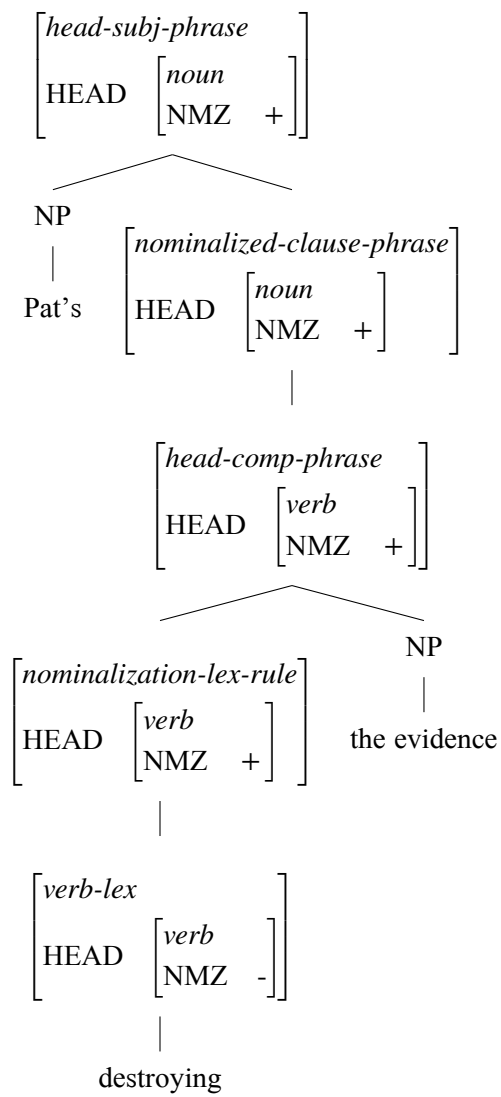 head-subj-phrase
HEAD noun
NMZ +
NP
Pat's
nominalized-clause-phrase
HEAD noun
NMZ +
head-comp-phrase
HEAD verb
NMZ +
nominalization-lex-rule
HEAD verb
NMZ +
NP
the evidence
verb-lex
HEAD verb
NMZ -
destroying